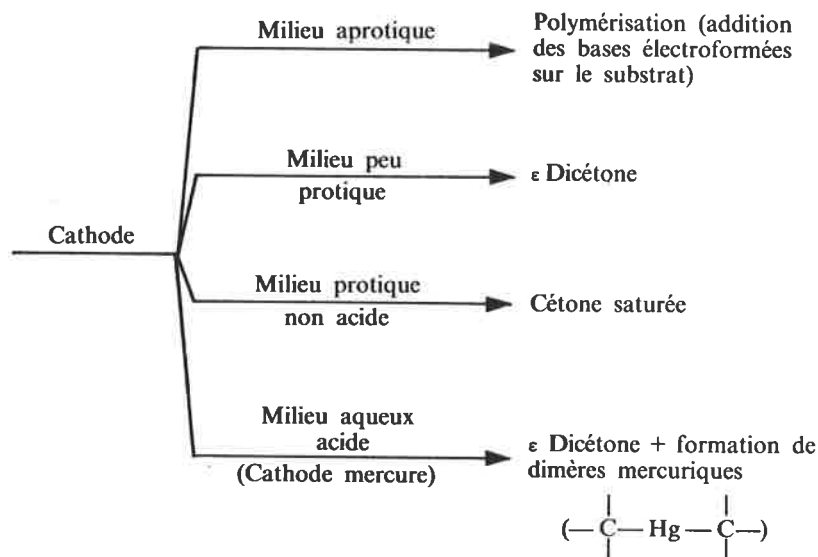 Milieu aprotique
Polymérisation (addition
des bases électroformées
sur le substrat)
Milieu peu
protique
ε Dicétone
Cathode
Milieu protique
non acide
Cétone saturée
Milieu aqueux
acide
(Cathode mercure)
ε Dicétone + formation de
dimères mercuriques
(—C—Hg—C—)